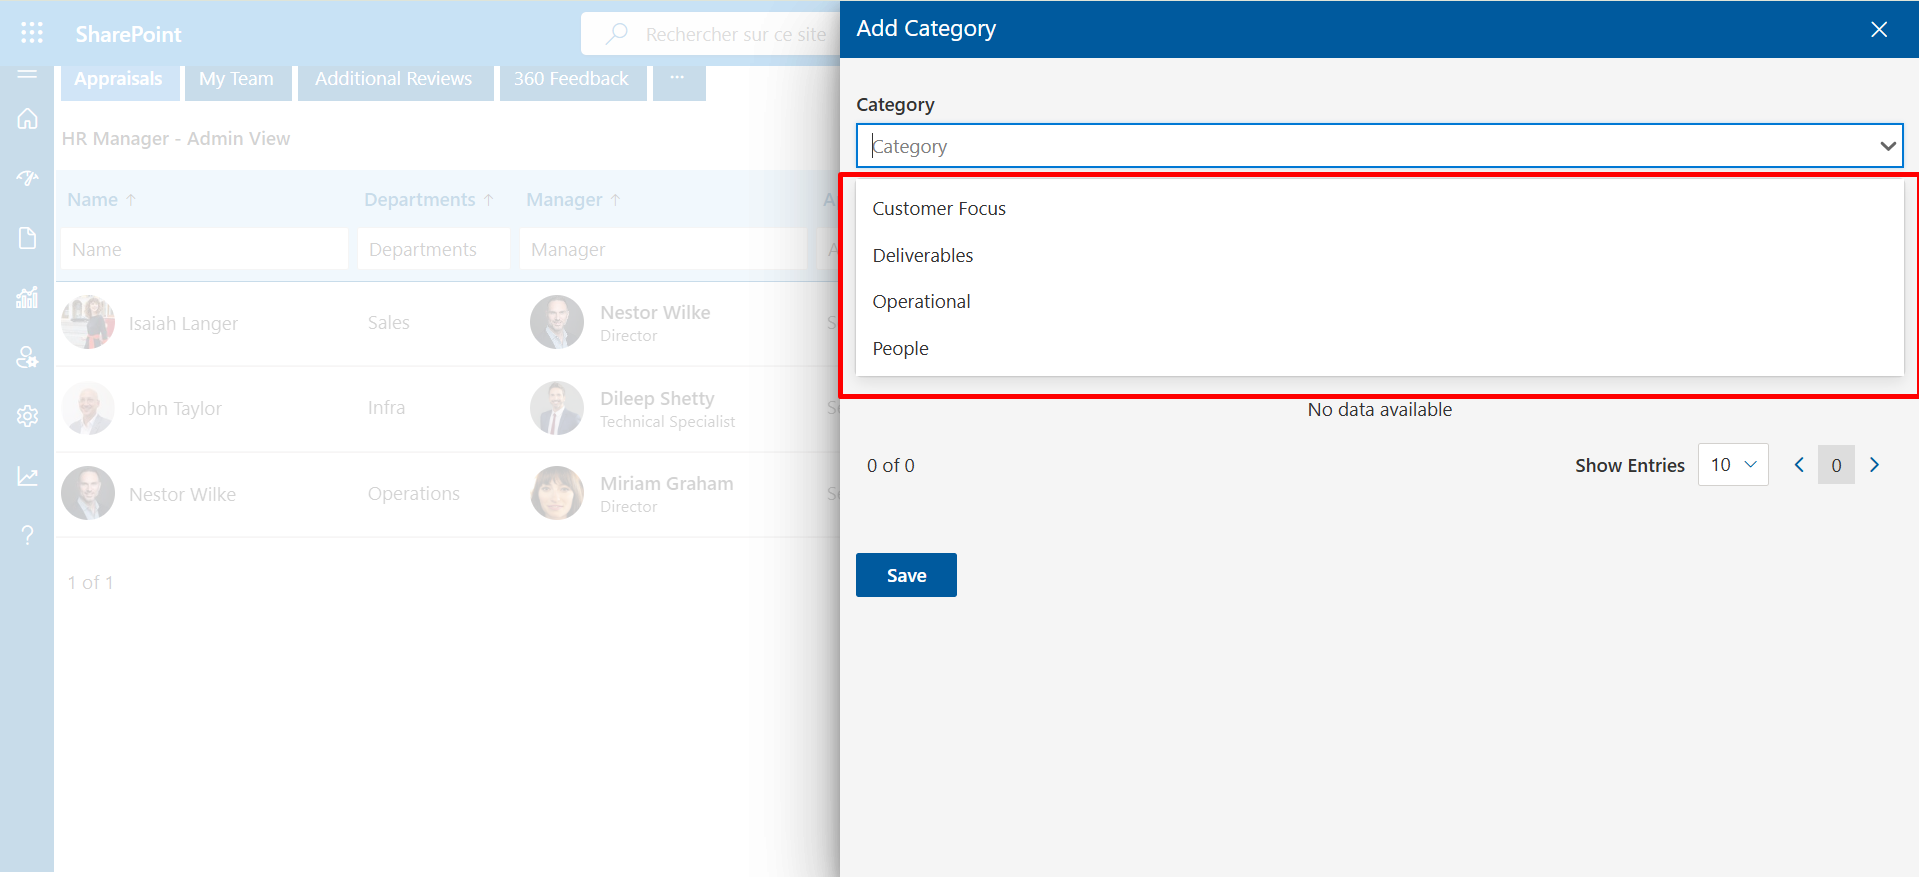 SharePoint
Rechercher sur ce site
Appraisals
My Team
Additional Reviews
360 Feedback
...
HR Manager - Admin View
Name ↑ Departments ↑ Manager ↑ A
Name Departments Manager A
Isaiah Langer Sales Nestor Wilke S
Director
John Taylor Infra Dileep Shetty S
Technical Specialist
Nestor Wilke Operations Miriam Graham S
Director
1 of 1
Add Category
Category
Category
Customer Focus
Deliverables
Operational
People
No data available
0 of 0 Show Entries 10 0
Save